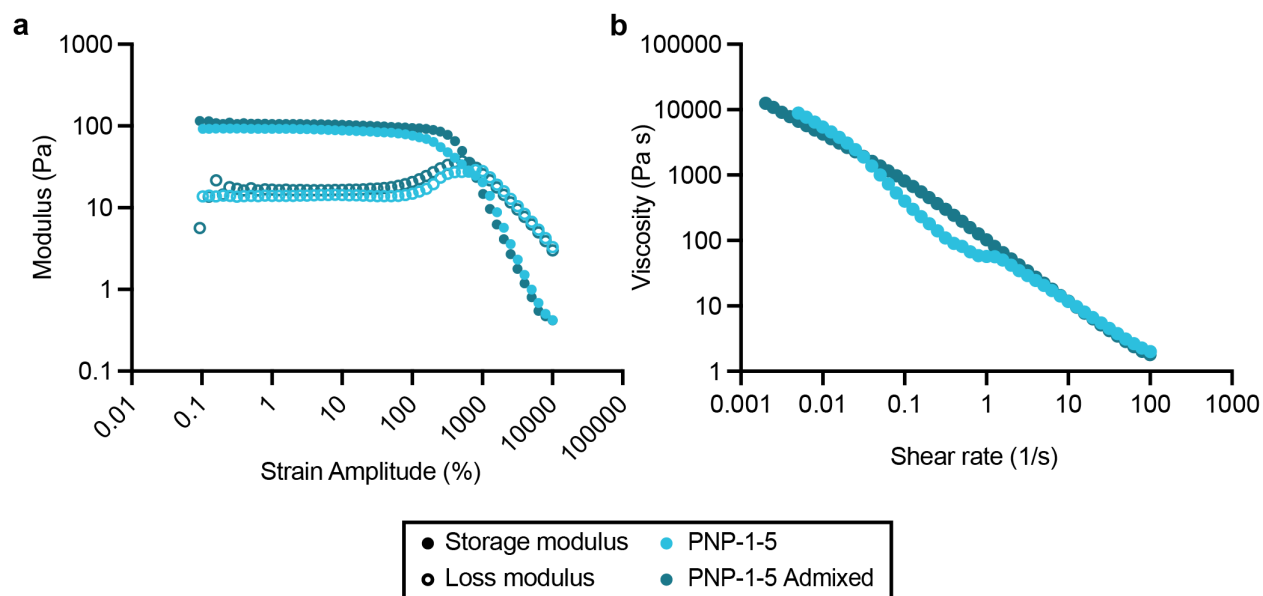 a
1000
100
10
1
0.1
Modulus (Pa)
0.01
0.1
1
10
100
1000
10000
100000
Strain Amplitude (%)
b
100000
10000
1000
100
10
1
Viscosity (Pa s)
0.001
0.01
0.1
1
10
100
1000
Shear rate (1/s)
Storage modulus
PNP-1-5
Loss modulus
PNP-1-5 Admixed